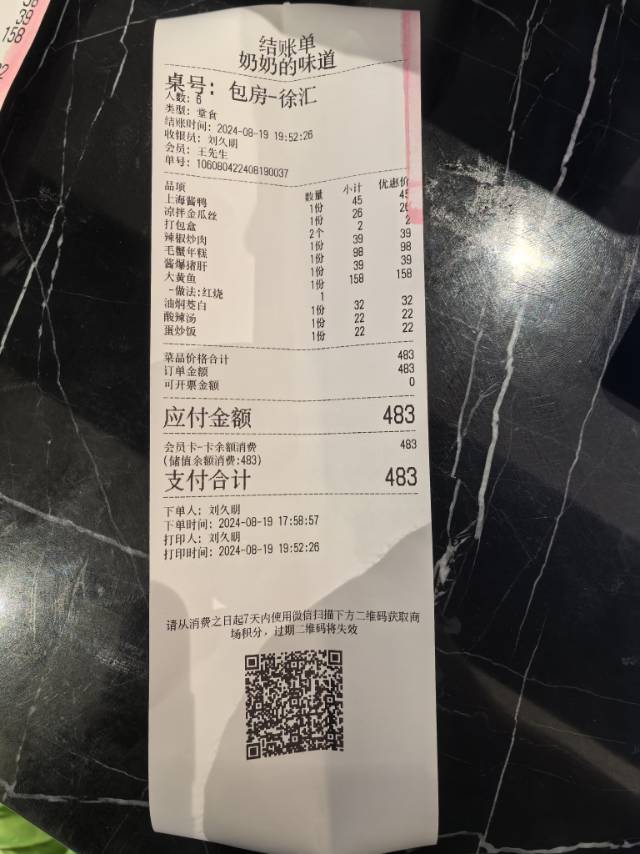 38
39
158
22
结账单
奶奶的味道
桌号: 包房-徐汇
人数: 6
类型: 堂食
结账时间: 2024-08-19 19:52:26
收银员: 刘久明
会员: 王先生
单号: 106080422408190037
品项 数量 小计 优惠价
上海酱鸭 1份 45 45
凉拌金瓜丝 1份 26 26
打包盒 2个 2 2
辣椒炒肉 1份 39 39
毛蟹年糕 1份 98 98
酱爆猪肝 1份 39 39
大黄鱼 1份 158 158
-做法:红烧 1
油焖茭白 1份 32 32
酸辣汤 1份 22 22
蛋炒饭 1份 22 22
菜品价格合计 483
订单金额 483
可开票金额 0
应付金额 483
会员卡-卡余额消费 483
(储值余额消费:483)
支付合计 483
下单人: 刘久明
下单时间: 2024-08-19 17:58:57
打印人: 刘久明
打印时间: 2024-08-19 19:52:26
请从消费之日起7天内使用微信扫描下方二维码获取商
场积分，过期二维码将失效